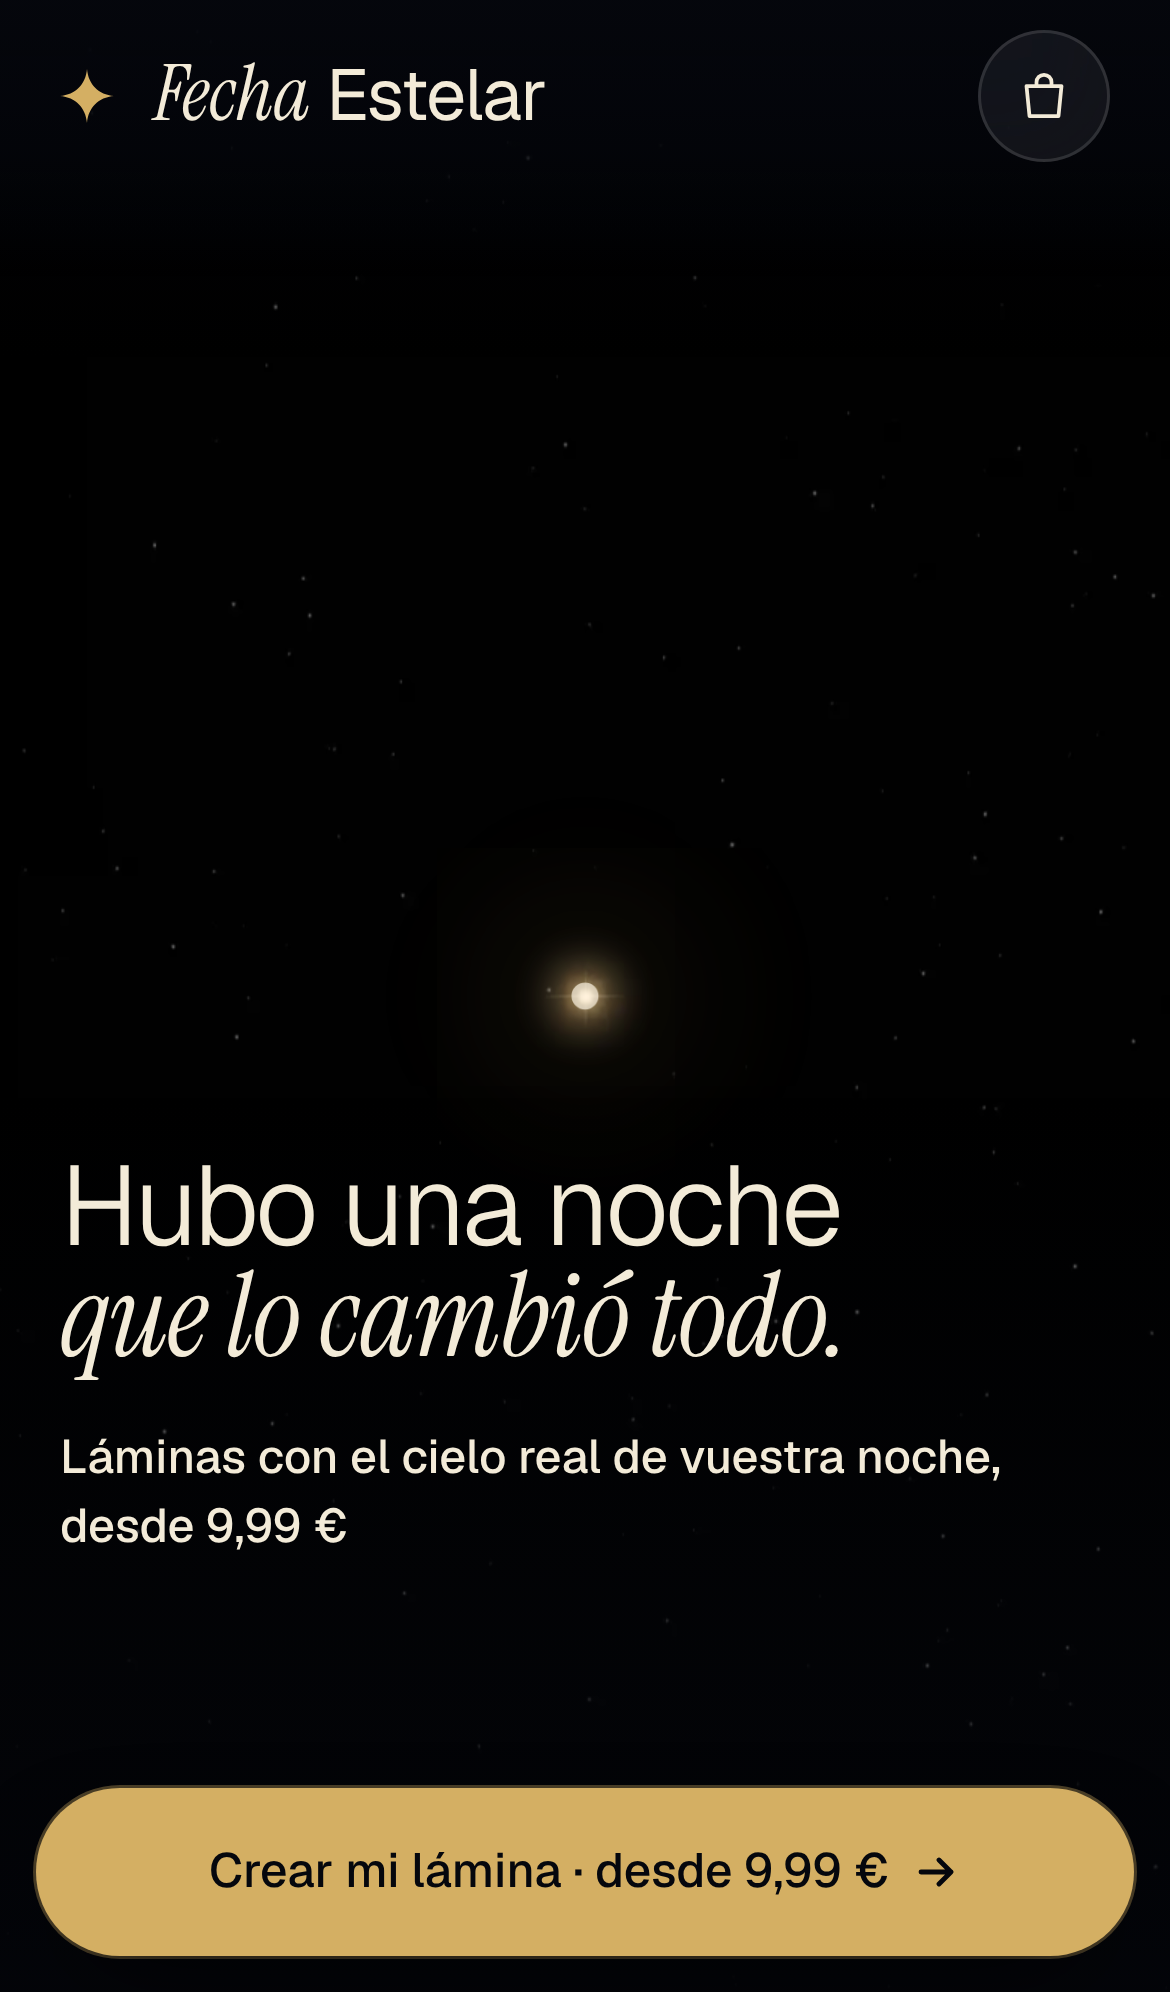 Fecha Estelar
Hubo una noche
que lo cambió todo.
Láminas con el cielo real de vuestra noche,
desde 9,99 €
Crear mi lámina · desde 9,99 € →